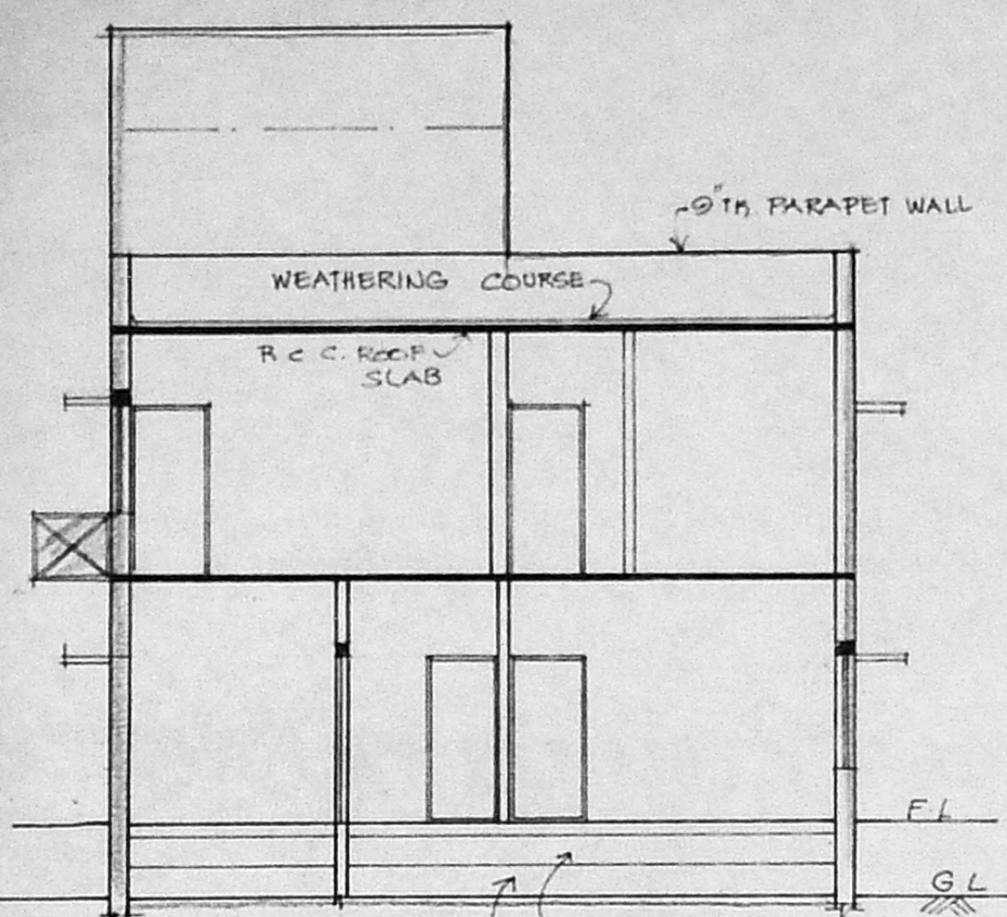 9" TK PARAPET WALL
WEATHERING COURSE
R C C. ROOF
SLAB
F L
G L